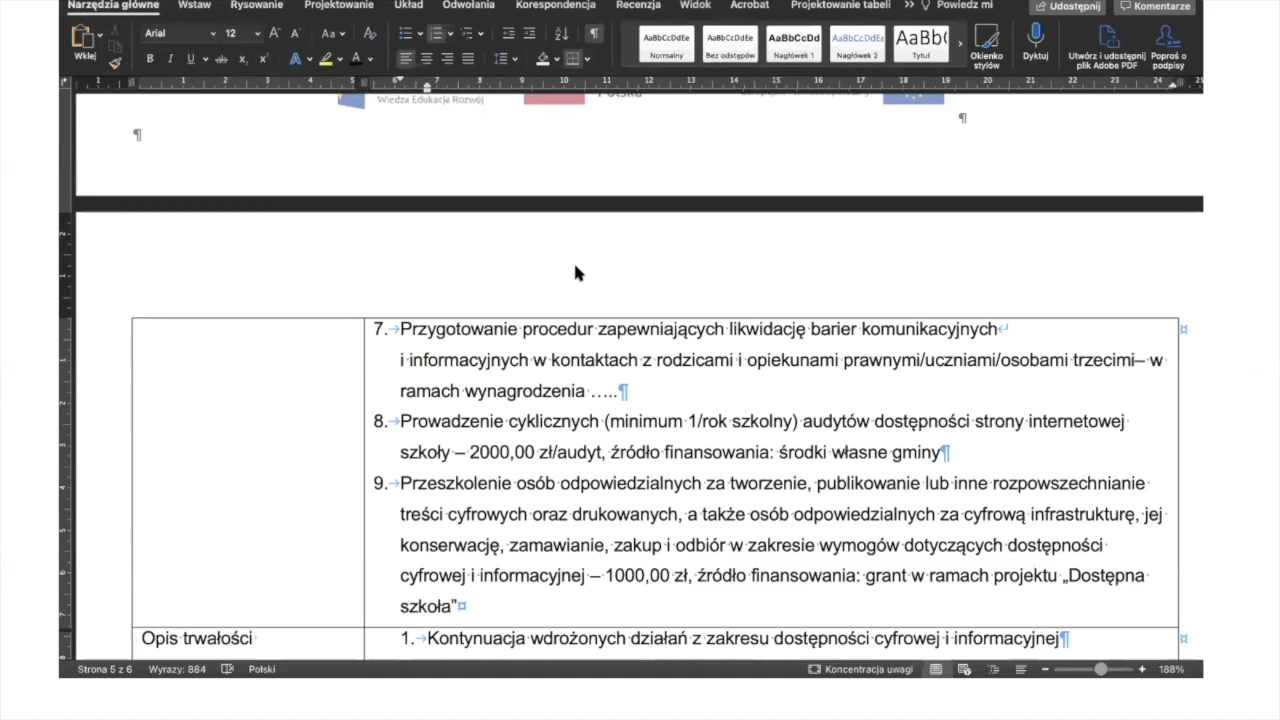 Narzędzia główne Wstaw Rysowanie Projektowanie Układ Odwołania Korespondencja Recenzja Widok Acrobat Projektowanie tabeli Powiedz mi Udostępnij Komentarze
Wklej Arial 12 Aa
B I U
AaBbCcDdEe Normalny AaBbCcDdEe Bez odstępów AaBbCcDd Nagłówek 1 AaBbCcDdEe Nagłówek 2 AaBb( Tytuł
Okienko stylów Dyktuj Utwórz i udostępnij plik Adobe PDF Poproś o podpisy
Wiedza Edukacja Rozwój
7. Przygotowanie procedur zapewniających likwidację barier komunikacyjnych
i informacyjnych w kontaktach z rodzicami i opiekunami prawnymi/uczniami/osobami trzecimi– w
ramach wynagrodzenia …..
8. Prowadzenie cyklicznych (minimum 1/rok szkolny) audytów dostępności strony internetowej
szkoły – 2000,00 zł/audyt, źródło finansowania: środki własne gminy
9. Przeszkolenie osób odpowiedzialnych za tworzenie, publikowanie lub inne rozpowszechnianie
treści cyfrowych oraz drukowanych, a także osób odpowiedzialnych za cyfrową infrastrukturę, jej
konserwację, zamawianie, zakup i odbiór w zakresie wymogów dotyczących dostępności
cyfrowej i informacyjnej – 1000,00 zł, źródło finansowania: grant w ramach projektu „Dostępna
szkoła”
Opis trwałości 1. Kontynuacja wdrożonych działań z zakresu dostępności cyfrowej i informacyjnej
Strona 5 z 6 Wyrazy: 884 Polski Koncentracja uwagi 188%